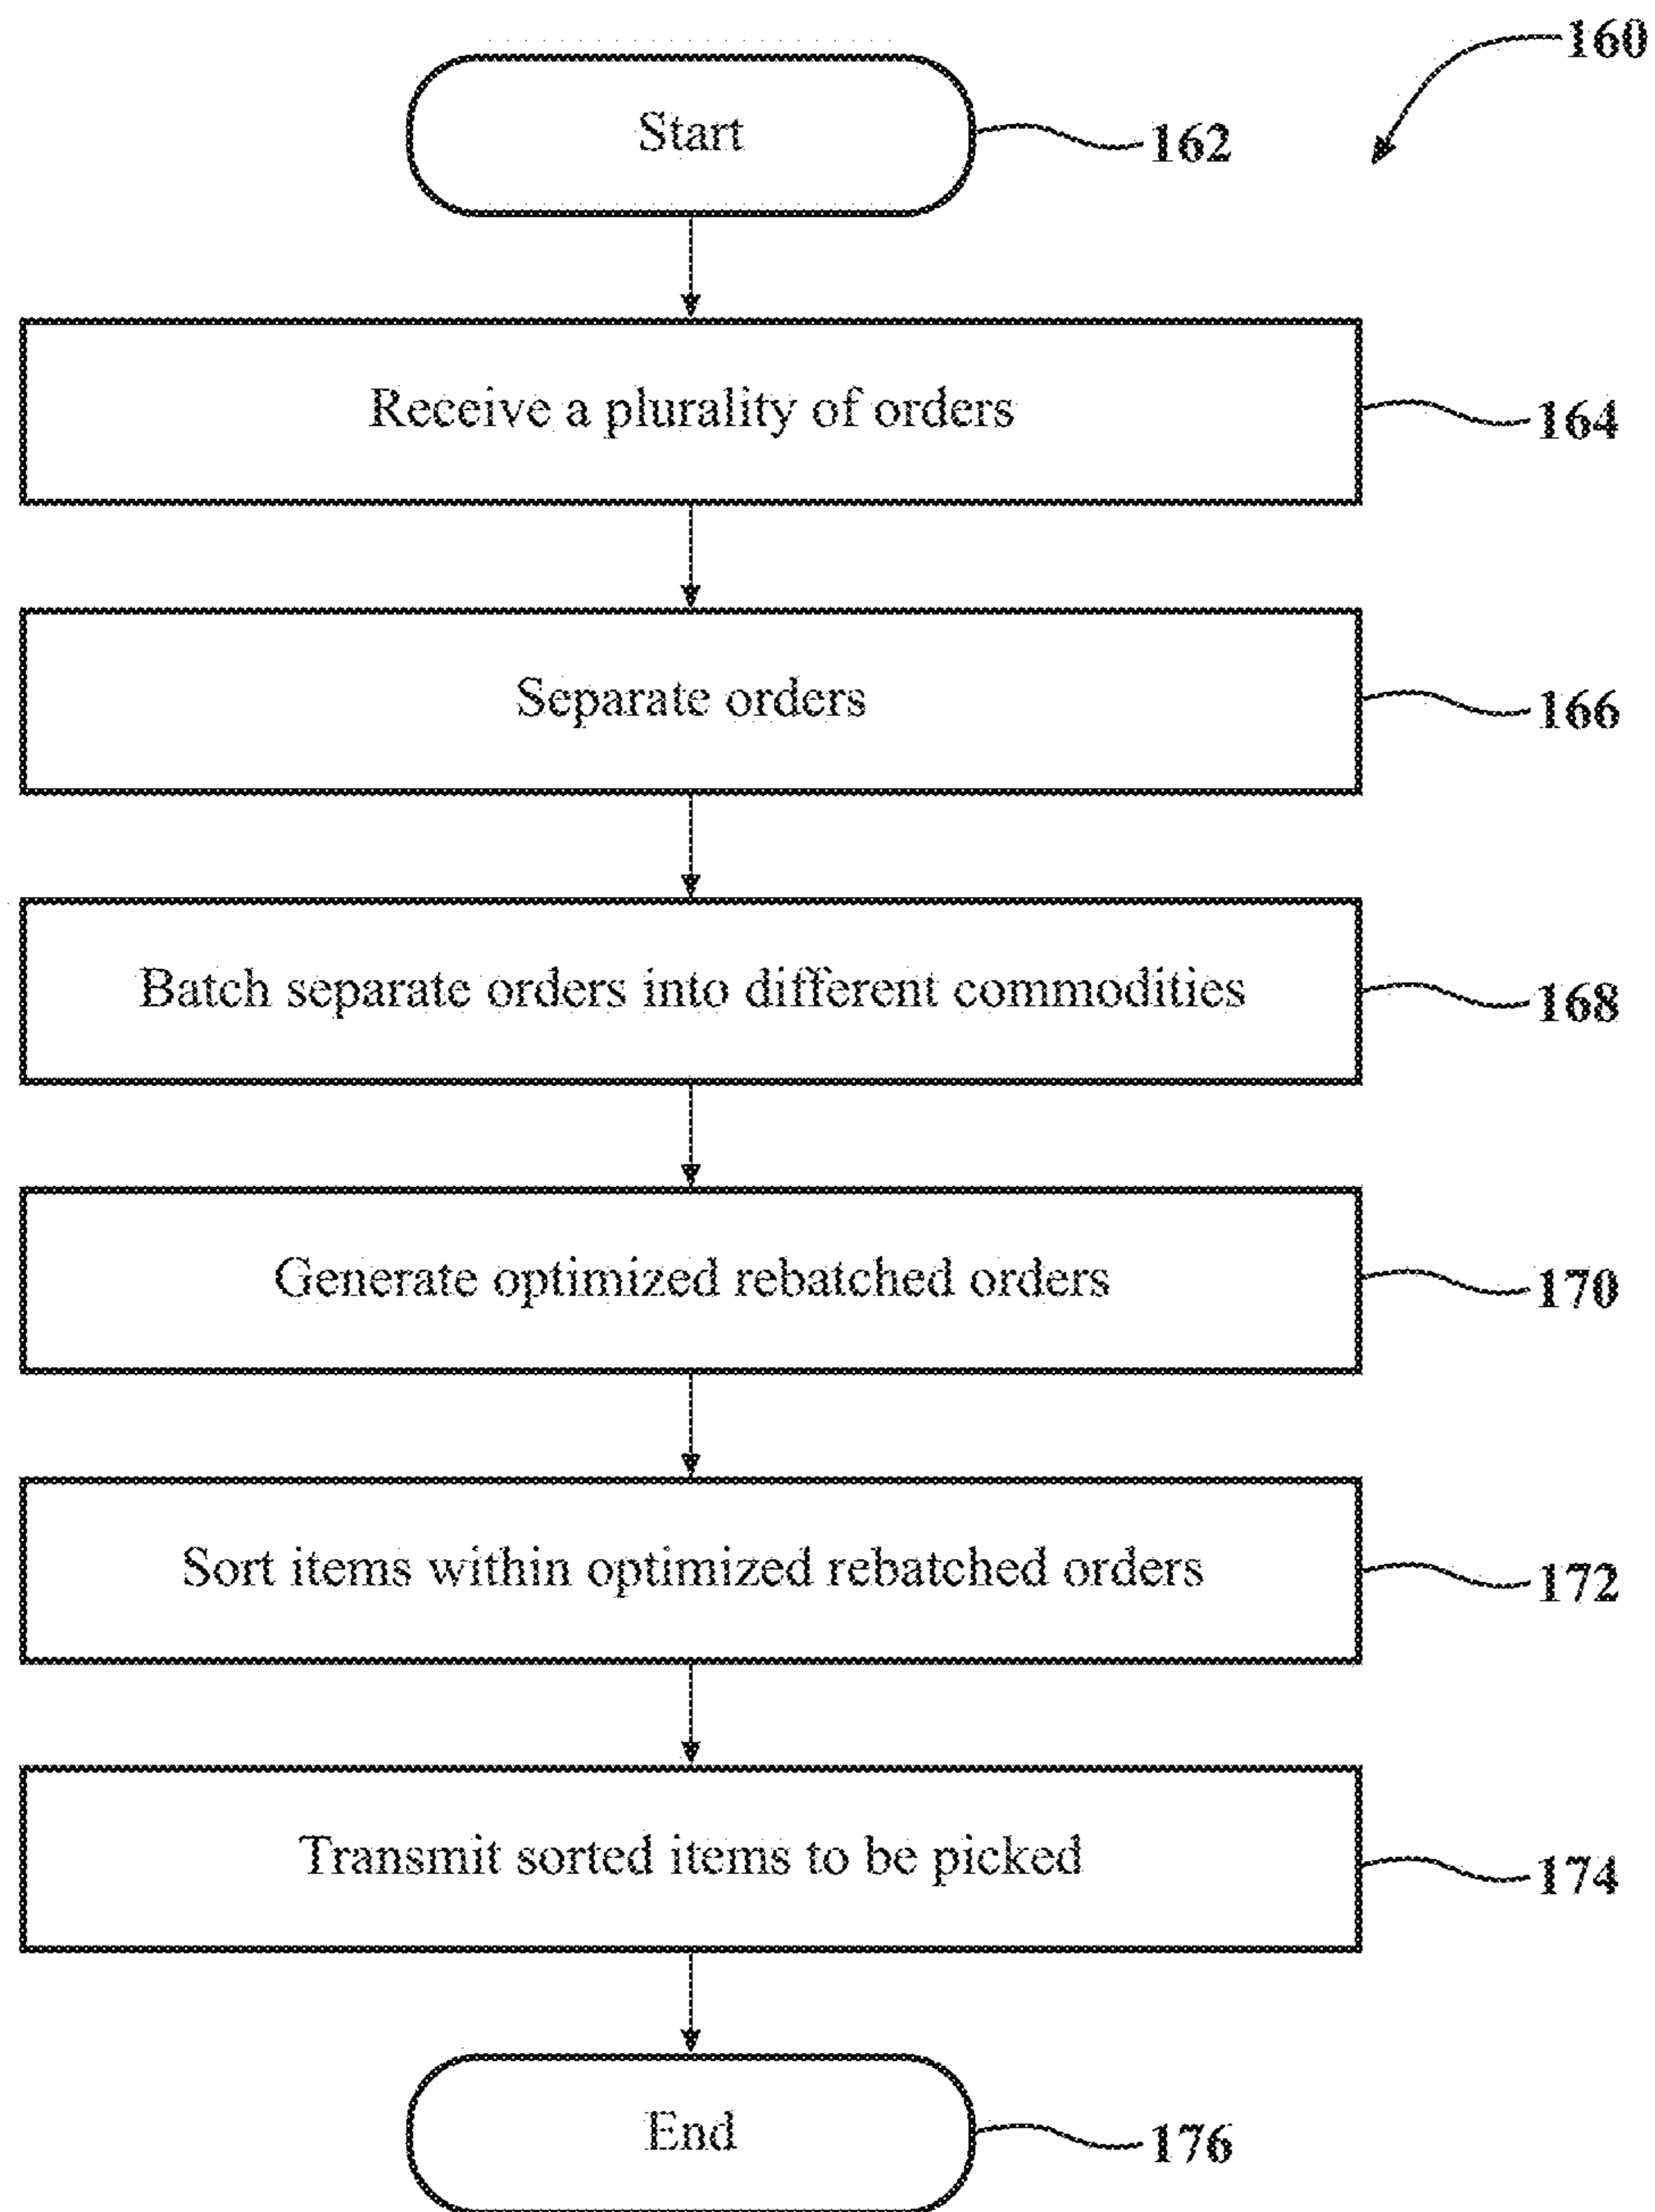 160
Start
162
Receive a plurality of orders
164
Separate orders
166
Batch separate orders into different commodities
168
Generate optimized rebatched orders
170
Sort items within optimized rebatched orders
172
Transmit sorted items to be picked
174
End
176